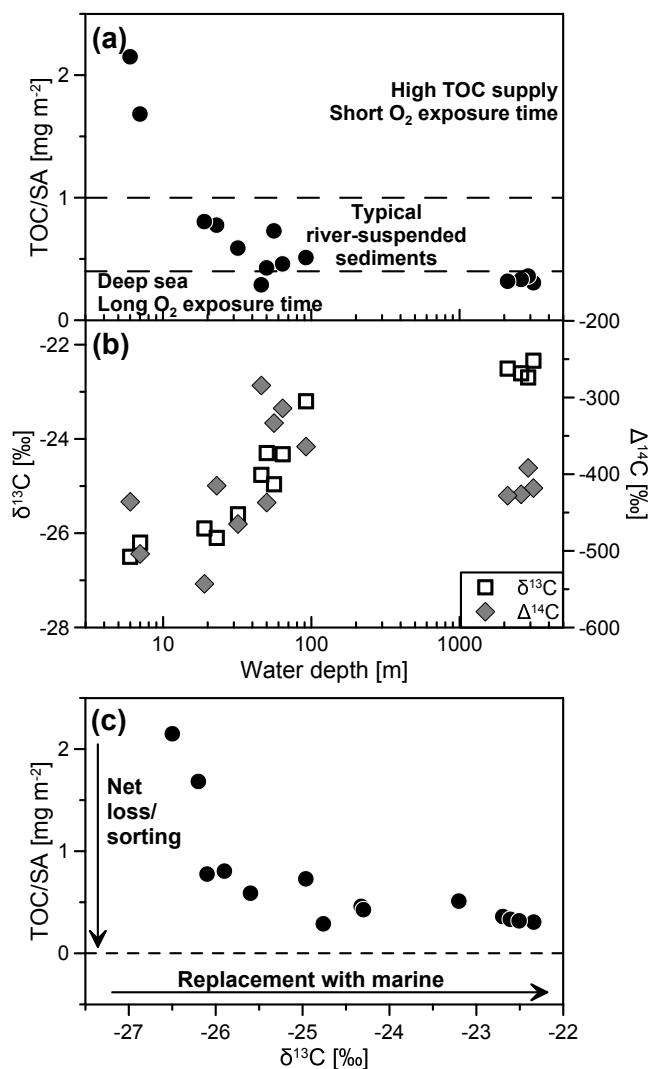 (a)
High TOC supply
Short O₂ exposure time
Typical
river-suspended
sediments
Deep sea
Long O₂ exposure time
TOC/SA [mg m⁻²]
2
1
0
(b)
-22
-24
-26
-28
δ¹³C [‰]
-200
-300
-400
-500
-600
Δ¹⁴C [‰]
δ¹³C
Δ¹⁴C
10
100
1000
Water depth [m]
(c)
Net
loss/
sorting
TOC/SA [mg m⁻²]
2
1
0
Replacement with marine
-27
-26
-25
-24
-23
-22
δ¹³C [‰]